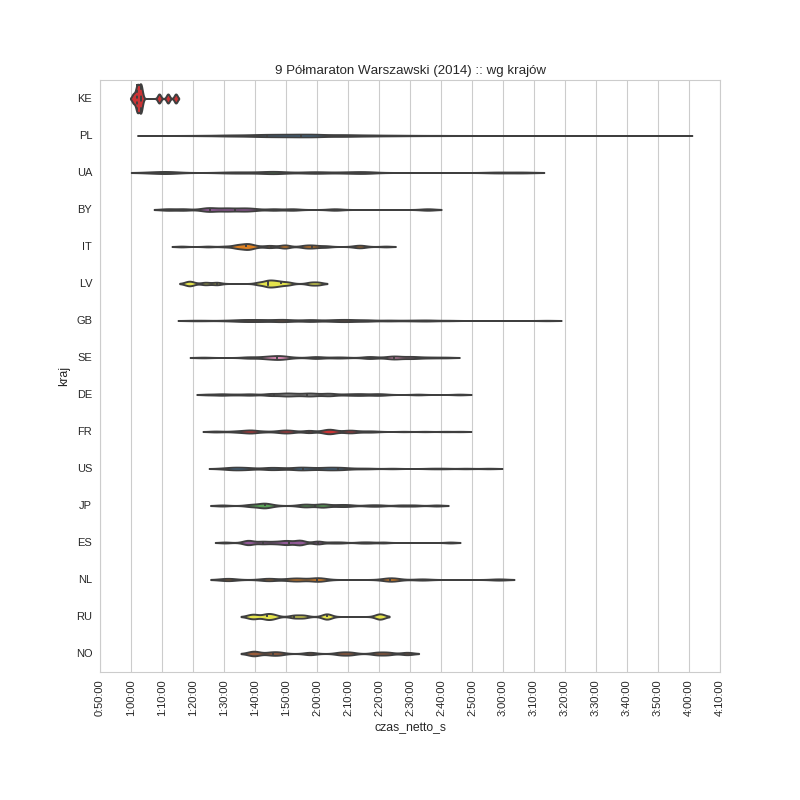 9 Półmaraton Warszawski (2014) :: wg krajów
KE
PL
UA
BY
IT
LV
GB
SE
DE
FR
US
JP
ES
NL
RU
NO
kraj
0:50:00
1:00:00
1:10:00
1:20:00
1:30:00
1:40:00
1:50:00
2:00:00
2:10:00
2:20:00
2:30:00
2:40:00
2:50:00
3:00:00
3:10:00
3:20:00
3:30:00
3:40:00
3:50:00
4:00:00
4:10:00
czas_netto_s